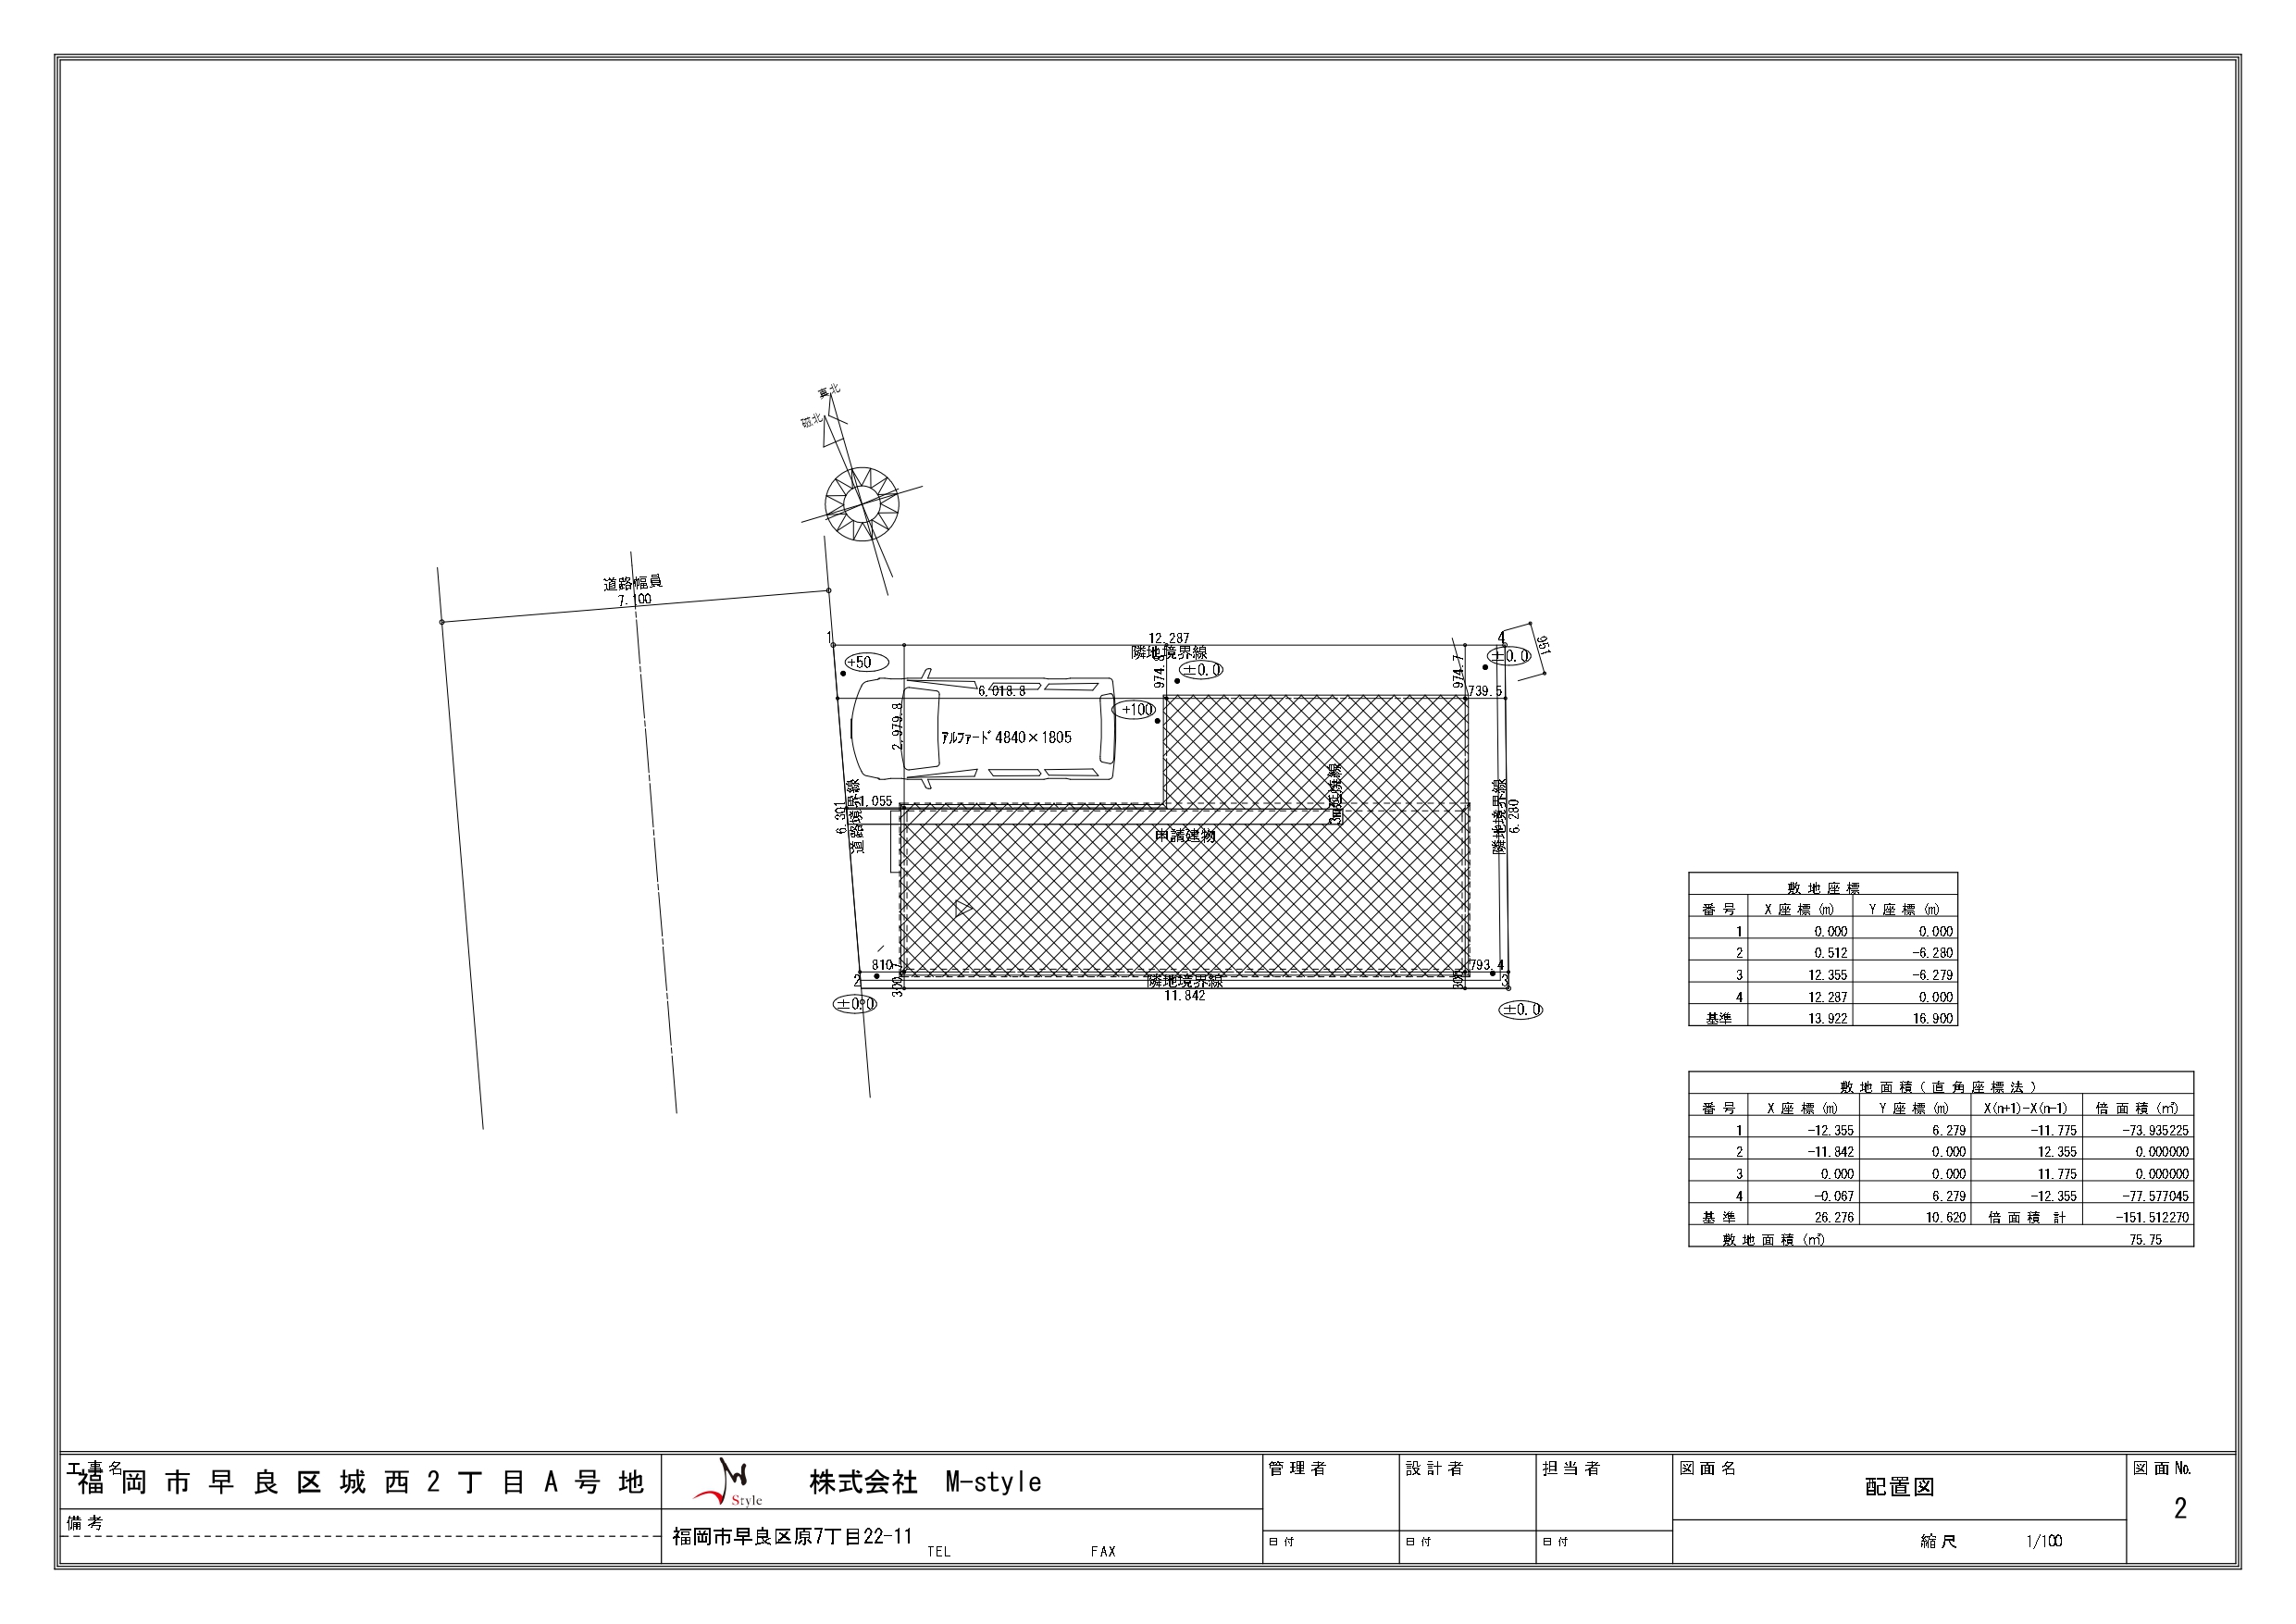 真北
磁北
道路幅員
7.100
1
12.287
4
951
隣地境界線
+50
974.8
±0.0
974.7
±0.0
6,018.8
739.5
+100
2,979.8
ｱﾙﾌｧｰﾄﾞ 4840×1805
1,055
6.301
道路境界線
3m延焼線
隣地境界線
6.280
申請建物
810
793.4
2
300
隣地境界線
300
3
11.842
±0.0
±0.0
敷地座標
番号 X座標(m) Y座標(m)
1 0.000 0.000
2 0.512 -6.280
3 12.355 -6.279
4 12.287 0.000
基準 13.922 16.900
敷地面積(直角座標法)
番号 X座標(m) Y座標(m) X(n+1)-X(n-1) 倍面積(㎡)
1 -12.355 6.279 -11.775 -73.935225
2 -11.842 0.000 12.355 0.000000
3 0.000 0.000 11.775 0.000000
4 -0.067 6.279 -12.355 -77.577045
基準 26.276 10.620 倍面積 計 -151.512270
敷地面積(㎡) 75.75
工事名
福岡市早良区城西2丁目A号地
備考
Style
株式会社 M-style
福岡市早良区原7丁目22-11
TEL FAX
管理者 設計者 担当者
日付 日付 日付
図面名
配置図
縮尺 1/100
図面No.
2